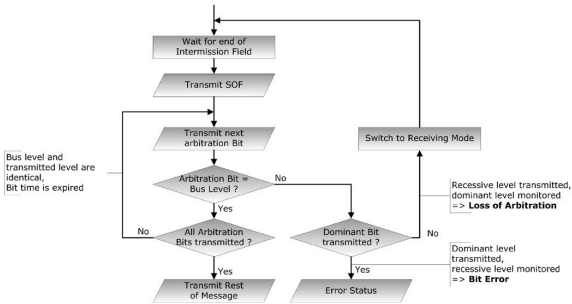 Wait for end of
Intermission Field
Transmit SOF
Transmit next
arbitration Bit
Switch to Receiving Mode
Bus level and
transmitted level are
identical,
Bit time is expired
Arbitration Bit =
Bus Level ?
No
Yes
Recessive level transmitted,
dominant level monitored
=> Loss of Arbitration
No
All Arbitration
Bits transmitted ?
Dominant Bit
transmitted ?
No
Yes
Yes
Dominant level
transmitted,
recessive level monitored
=> Bit Error
Transmit Rest
of Message
Error Status